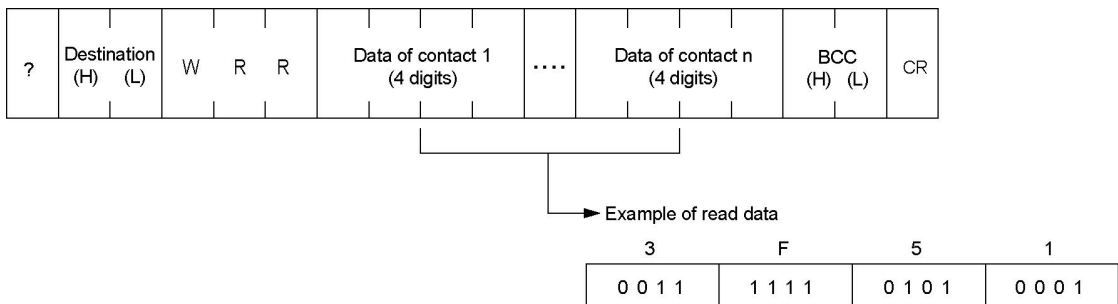 ? Destination (H) (L) W R R Data of contact 1 (4 digits) .... Data of contact n (4 digits) BCC (H) (L) CR
Example of read data
3 F 5 1
0 0 1 1 1 1 1 1 0 1 0 1 0 0 0 1